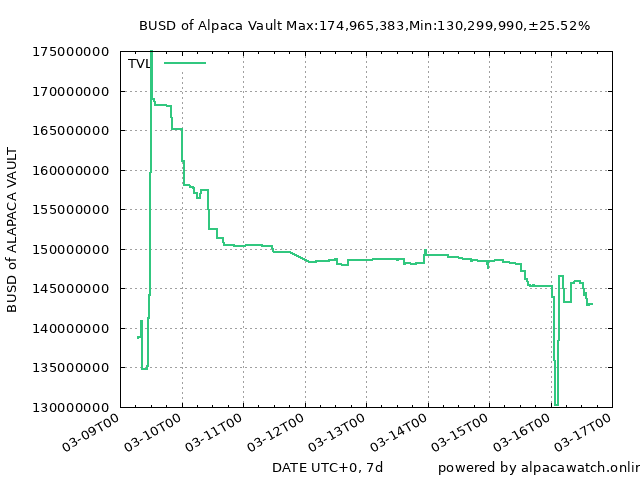 BUSD of Alpaca Vault Max:174,965,383,Min:130,299,990,±25.52%
TVL
175000000
170000000
165000000
160000000
155000000
150000000
145000000
140000000
135000000
130000000
BUSD of ALAPACA VAULT
03-09T00
03-10T00
03-11T00
03-12T00
03-13T00
03-14T00
03-15T00
03-16T00
03-17T00
DATE UTC+0, 7d
powered by alpacawatch.onlin